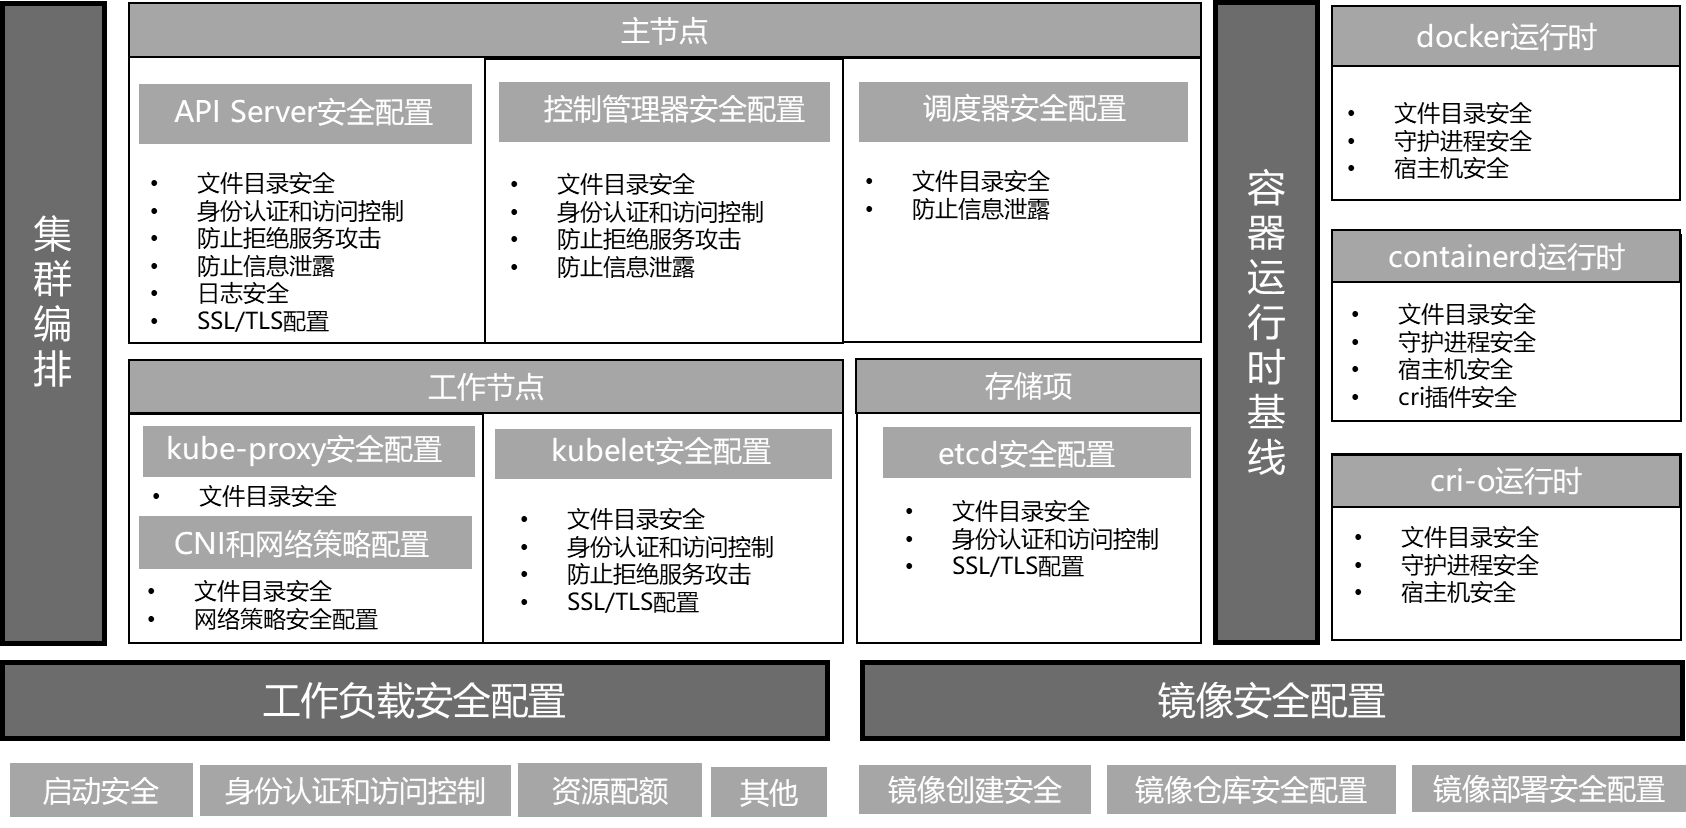 集群编排
主节点
API Server安全配置
• 文件目录安全
• 身份认证和访问控制
• 防止拒绝服务攻击
• 防止信息泄露
• 日志安全
• SSL/TLS配置
控制管理器安全配置
• 文件目录安全
• 身份认证和访问控制
• 防止拒绝服务攻击
• 防止信息泄露
调度器安全配置
• 文件目录安全
• 防止信息泄露
工作节点
kube-proxy安全配置
• 文件目录安全
CNI和网络策略配置
• 文件目录安全
• 网络策略安全配置
kubelet安全配置
• 文件目录安全
• 身份认证和访问控制
• 防止拒绝服务攻击
• SSL/TLS配置
存储项
etcd安全配置
• 文件目录安全
• 身份认证和访问控制
• SSL/TLS配置
容器运行时基线
docker运行时
• 文件目录安全
• 守护进程安全
• 宿主机安全
containerd运行时
• 文件目录安全
• 守护进程安全
• 宿主机安全
• cri插件安全
cri-o运行时
• 文件目录安全
• 守护进程安全
• 宿主机安全
工作负载安全配置
启动安全
身份认证和访问控制
资源配额
其他
镜像安全配置
镜像创建安全
镜像仓库安全配置
镜像部署安全配置